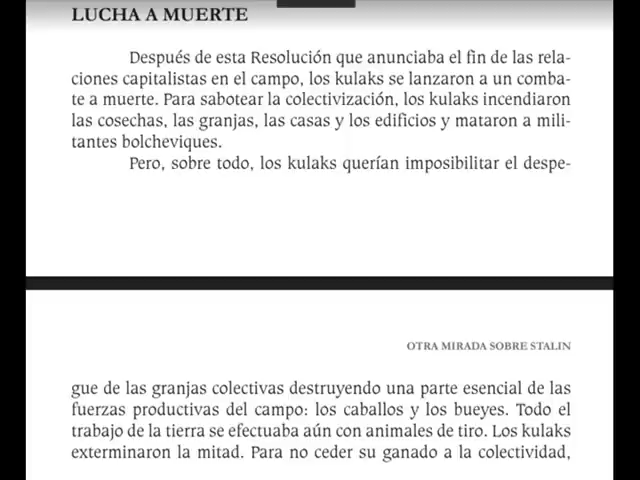 LUCHA A MUERTE
Después de esta Resolución que anunciaba el fin de las rela-
ciones capitalistas en el campo, los kulaks se lanzaron a un comba-
te a muerte. Para sabotear la colectivización, los kulaks incendiaron
las cosechas, las granjas, las casas y los edificios y mataron a mili-
tantes bolcheviques.
Pero, sobre todo, los kulaks querían imposibilitar el despe-
OTRA MIRADA SOBRE STALIN
gue de las granjas colectivas destruyendo una parte esencial de las
fuerzas productivas del campo: los caballos y los bueyes. Todo el
trabajo de la tierra se efectuaba aún con animales de tiro. Los kulaks
exterminaron la mitad. Para no ceder su ganado a la colectividad,